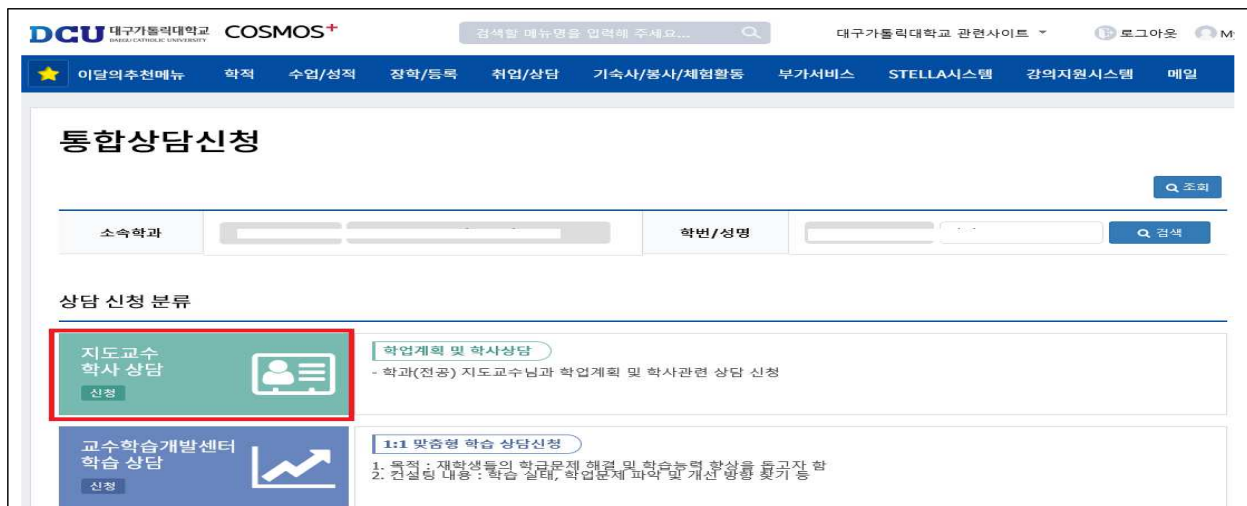 DCU 대구가톨릭대학교 COSMOS+ 검색할 메뉴명을 입력해 주세요... 대구가톨릭대학교 관련사이트 로그아웃
DAEGU CATHOLIC UNIVERSITY
이달의추천메뉴 학적 수업/성적 장학/등록 취업/상담 기숙사/봉사/체험활동 부가서비스 STELLA시스템 강의지원시스템 메일
통합상담신청
조회
소속학과 학번/성명 검색
상담 신청 분류
지도교수
학사 상담
신청
학업계획 및 학사상담
- 학과(전공) 지도교수님과 학업계획 및 학사관련 상담 신청
교수학습개발센터
학습 상담
신청
1:1 맞춤형 학습 상담신청
1. 목적 : 재학생들의 학습문제 해결 및 학습능력 향상을 돕고자 함
2. 컨설팅 내용 : 학습 실태, 학업문제 파악 및 개선 방향 찾기 등